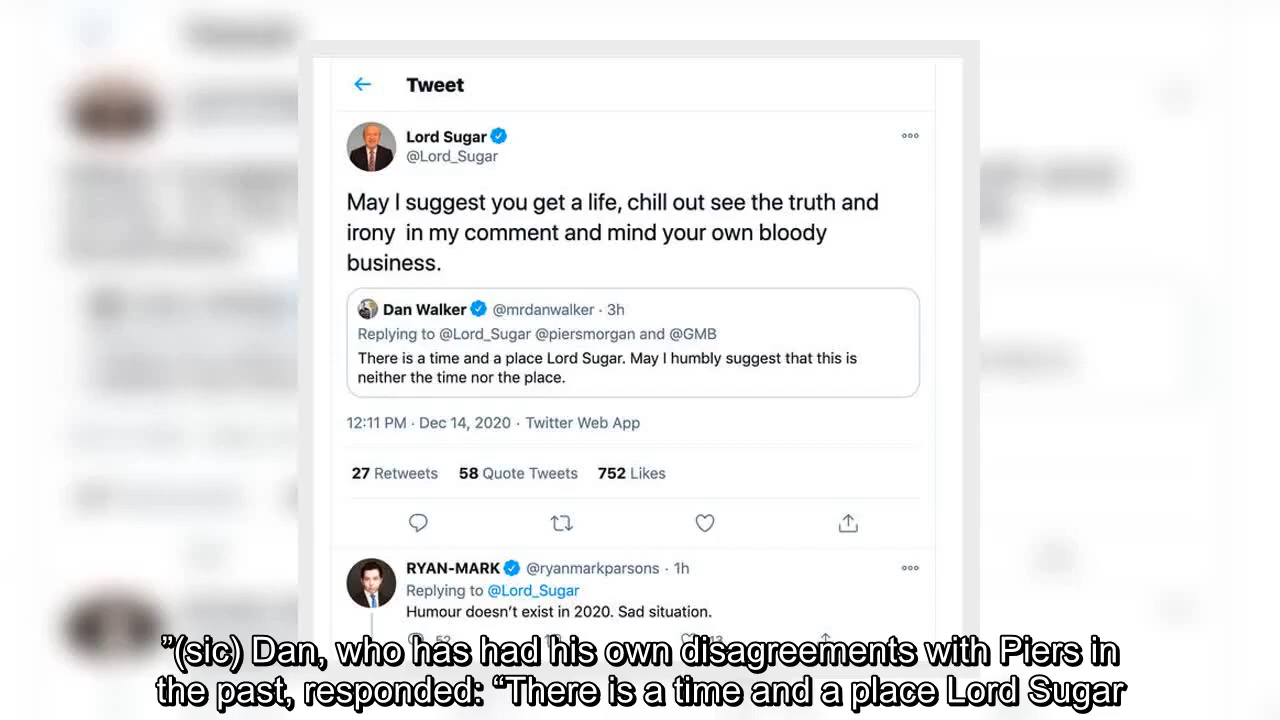 Tweet
Lord Sugar
@Lord_Sugar
May I suggest you get a life, chill out see the truth and
irony in my comment and mind your own bloody
business.
Dan Walker @mrdanwalker · 3h
Replying to @Lord_Sugar @piersmorgan and @GMB
There is a time and a place Lord Sugar. May I humbly suggest that this is
neither the time nor the place.
12:11 PM · Dec 14, 2020 · Twitter Web App
27 Retweets 58 Quote Tweets 752 Likes
RYAN-MARK @ryanmarkparsons · 1h
Replying to @Lord_Sugar
Humour doesn't exist in 2020. Sad situation.
”(sic) Dan, who has had his own disagreements with Piers in
the past, responded: “There is a time and a place Lord Sugar